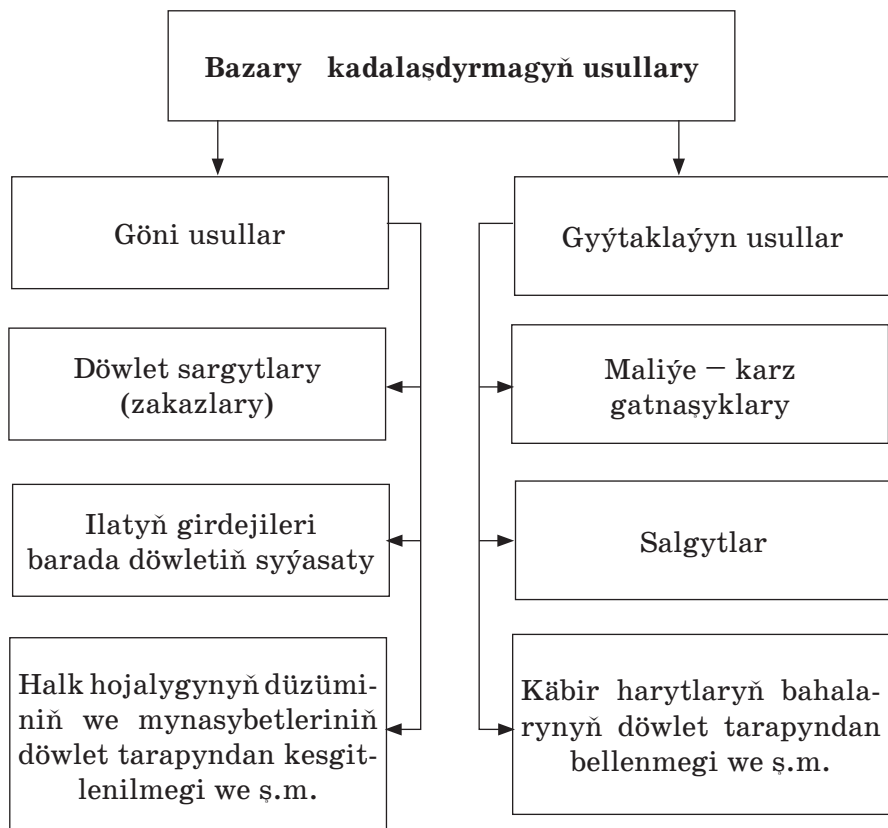 Bazary kadalaşdyrmagyň usullary
Göni usullar
Gyýtaklaýyn usullar
Döwlet sargytlary
(zakazlary)
Maliýe – karz
gatnaşyklary
Ilatyň girdejileri
barada döwletiň syýasaty
Salgytlar
Halk hojalygynyň düzümi-
niň we mynasybetleriniň
döwlet tarapyndan kesgit-
lenilmegi we ş.m.
Käbir harytlaryň bahala-
rynyň döwlet tarapyndan
bellenmegi we ş.m.